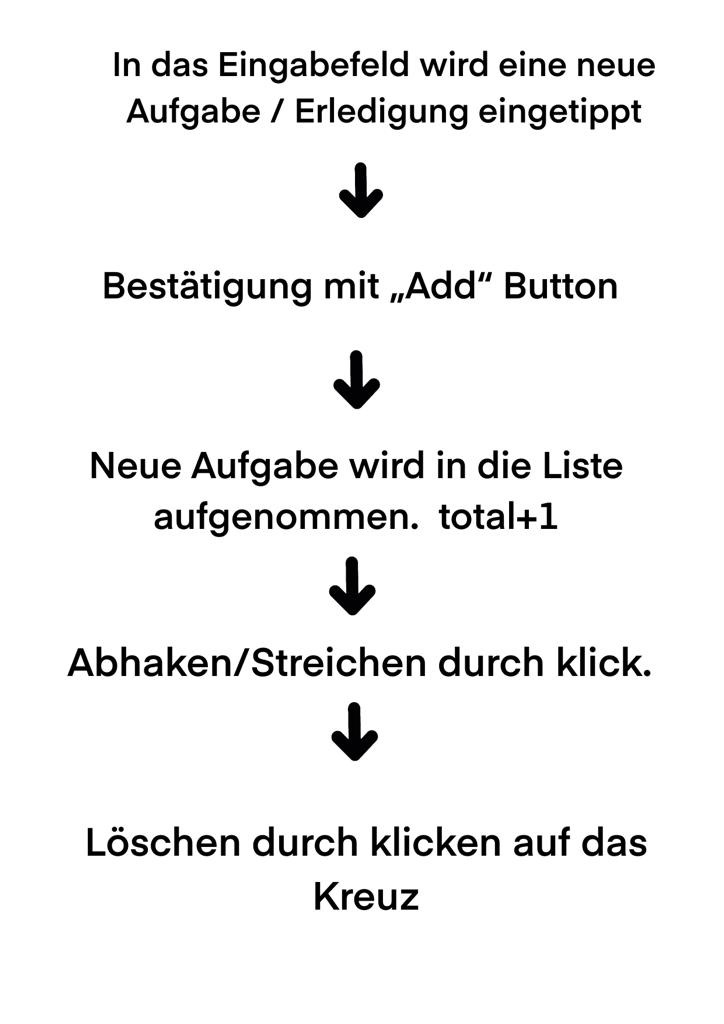 In das Eingabefeld wird eine neue
Aufgabe / Erledigung eingetippt
Bestätigung mit „Add“ Button
Neue Aufgabe wird in die Liste
aufgenommen.  total+1
Abhaken/Streichen durch klick.
Löschen durch klicken auf das
Kreuz